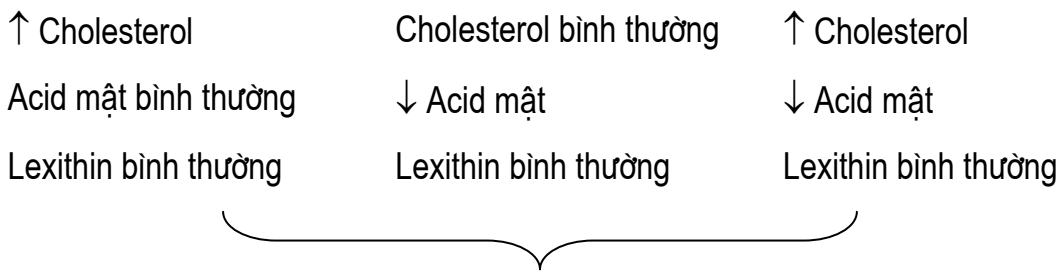 ↑ Cholesterol Cholesterol bình thường ↑ Cholesterol
Acid mật bình thường ↓ Acid mật ↓ Acid mật
Lexithin bình thường Lexithin bình thường Lexithin bình thường